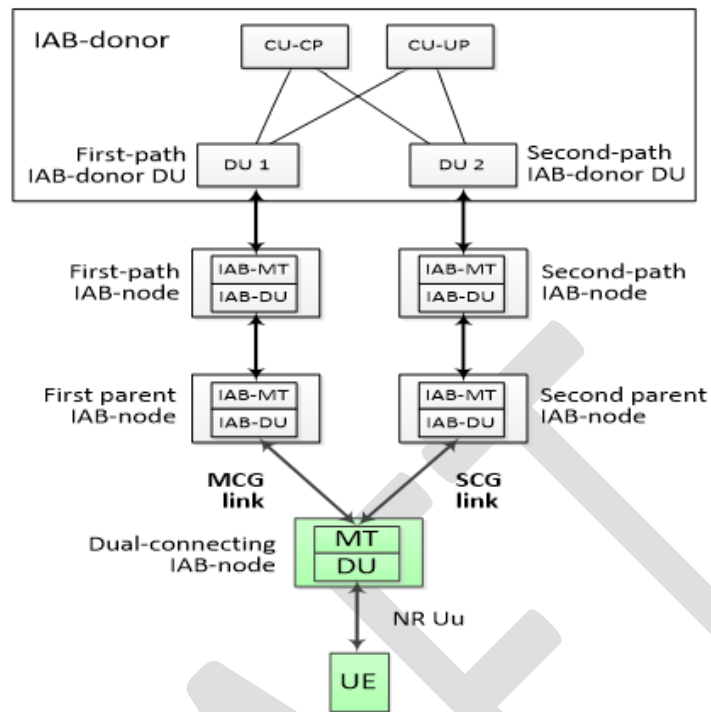 IAB-donor
CU-CP
CU-UP
First-path
IAB-donor DU
DU 1
DU 2
Second-path
IAB-donor DU
First-path
IAB-node
IAB-MT
IAB-DU
IAB-MT
IAB-DU
Second-path
IAB-node
First parent
IAB-node
IAB-MT
IAB-DU
IAB-MT
IAB-DU
Second parent
IAB-node
MCG
link
SCG
link
Dual-connecting
IAB-node
MT
DU
NR Uu
UE